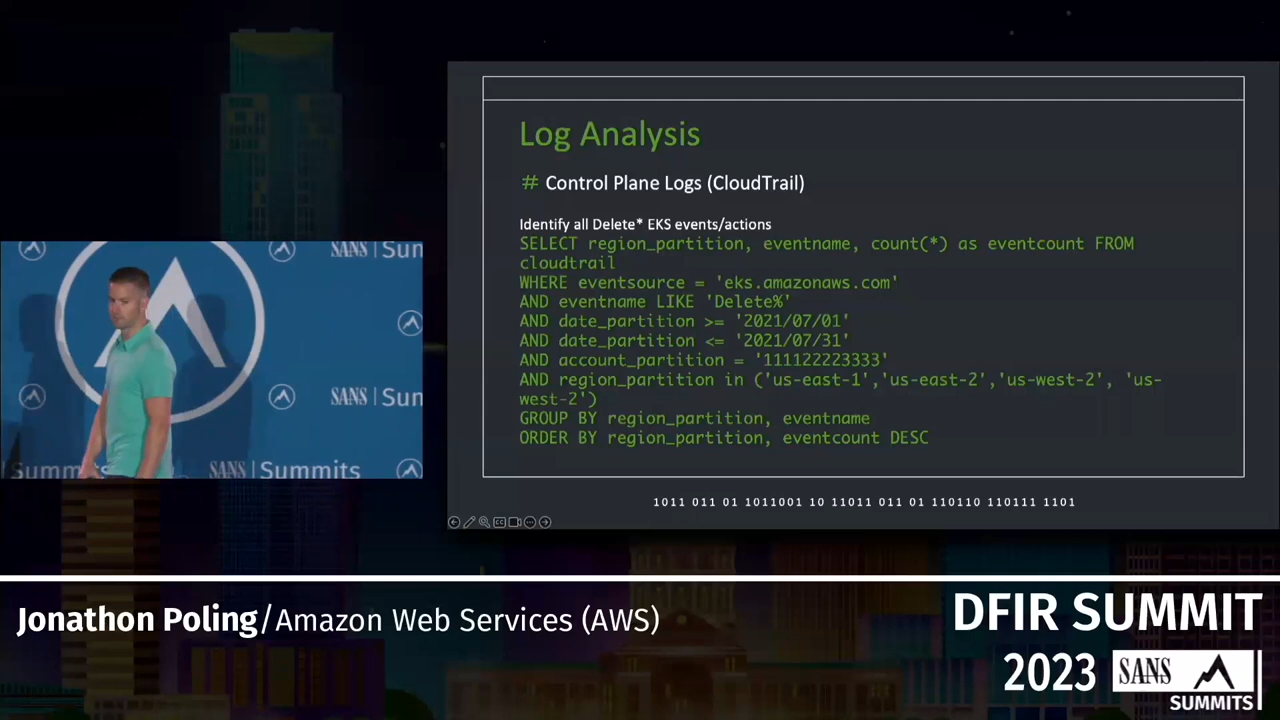 Log Analysis
# Control Plane Logs (CloudTrail)
Identify all Delete* EKS events/actions
SELECT region_partition, eventname, count(*) as eventcount FROM
cloudtrail
WHERE eventsource = 'eks.amazonaws.com'
AND eventname LIKE 'Delete%'
AND date_partition >= '2021/07/01'
AND date_partition <= '2021/07/31'
AND account_partition = '111122223333'
AND region_partition in ('us-east-1','us-east-2','us-west-2', 'us-
west-2')
GROUP BY region_partition, eventname
ORDER BY region_partition, eventcount DESC
1011 011 01 1011001 10 11011 011 01 110110 110111 1101
SANS Sum
SANS Sum
Summits
SANS Summits
Jonathon Poling/Amazon Web Services (AWS)
DFIR SUMMIT
2023 SANS
SUMMITS